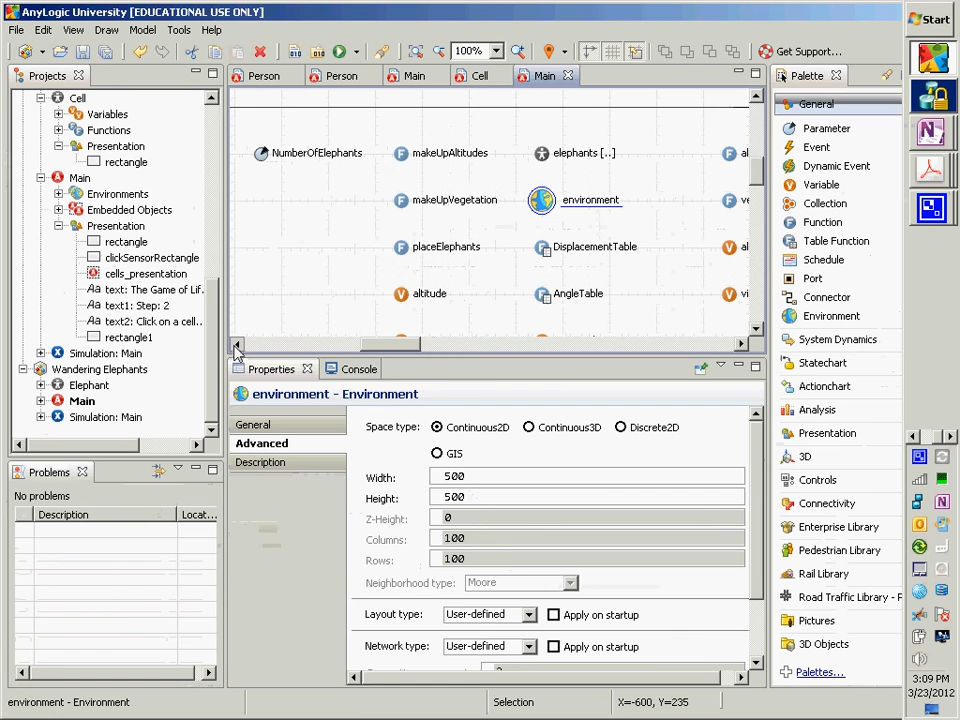 AnyLogic University [EDUCATIONAL USE ONLY]
File Edit View Draw Model Tools Help
100% Get Support...
Projects
Cell
Variables
Functions
Presentation
rectangle
Main
Environments
Embedded Objects
Presentation
rectangle
clickSensorRectangle
cells_presentation
Aa text: The Game of Lif.
Aa text1: Step: 2
Aa text2: Click on a cell..
rectangle1
Simulation: Main
Wandering Elephants
Elephant
Main
Simulation: Main
Problems
No problems
Description Locat...
Person Person Main Cell Main
NumberOfElephants makeUpAltitudes elephants [..]
makeUpVegetation environment
placeElephants DisplacementTable
altitude AngleTable
Properties Console
environment - Environment
General
Advanced
Description
Space type: Continuous2D Continuous3D Discrete2D
GIS
Width: 500
Height: 500
Z-Height: 0
Columns: 100
Rows: 100
Neighborhood type: Moore
Layout type: User-defined Apply on startup
Network type: User-defined Apply on startup
Palette
General
Parameter
Event
Dynamic Event
Variable
Collection
Function
Table Function
Schedule
Port
Connector
Environment
System Dynamics
Statechart
Actionchart
Analysis
Presentation
3D
Controls
Connectivity
Enterprise Library
Pedestrian Library
Rail Library
Road Traffic Library - P
Pictures
3D Objects
Palettes...
Start
3:09 PM
3/23/2012
environment - Environment Selection X=-600, Y=235